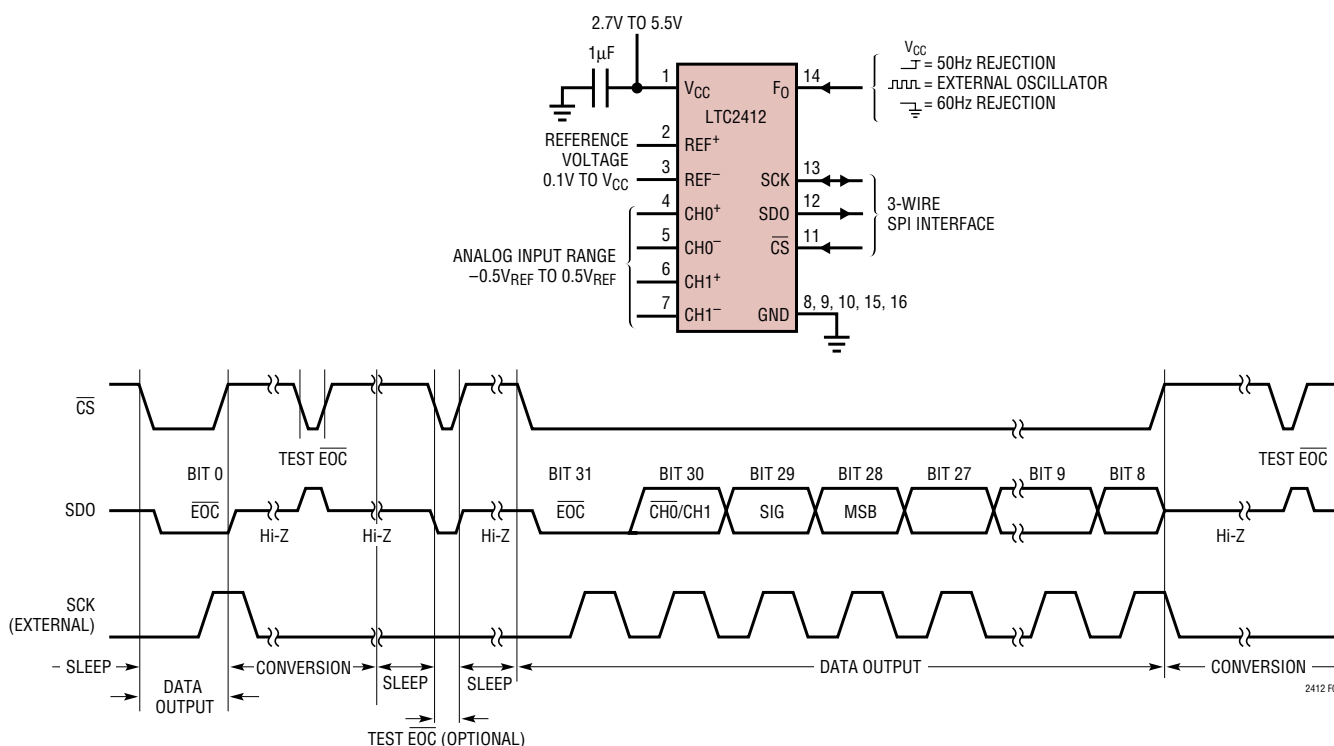 2.7V TO 5.5V
1µF
VCC
= 50Hz REJECTION
= EXTERNAL OSCILLATOR
= 60Hz REJECTION
1
VCC
FO
14
LTC2412
REFERENCE
VOLTAGE
0.1V TO VCC
2
REF+
3
REF–
SCK
13
4
CH0+
SDO
12
3-WIRE
SPI INTERFACE
5
CH0–
CS
11
ANALOG INPUT RANGE
–0.5VREF TO 0.5VREF
6
CH1+
7
CH1–
GND
8, 9, 10, 15, 16
CS
TEST EOC
TEST EOC
BIT 0
BIT 31
BIT 30
BIT 29
BIT 28
BIT 27
BIT 9
BIT 8
SDO
EOC
EOC
CH0/CH1
SIG
MSB
Hi-Z
Hi-Z
Hi-Z
Hi-Z
SCK
(EXTERNAL)
SLEEP
CONVERSION
SLEEP
SLEEP
DATA OUTPUT
CONVERSION
DATA
OUTPUT
2412 F
TEST EOC (OPTIONAL)